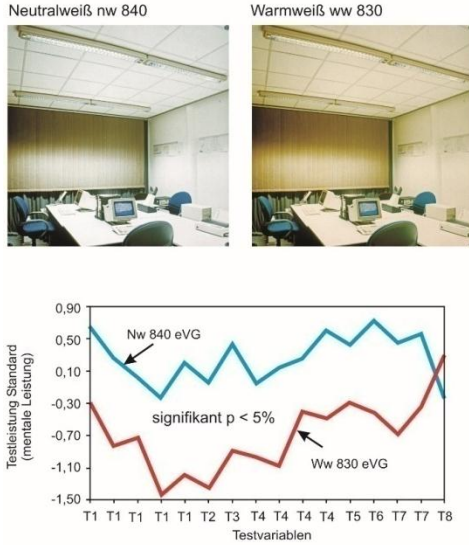 Neutralweiß nw 840
Warmweiß ww 830
Testleistung Standard
(mentale Leistung)
0,90
0,50
0,10
-0,30
-0,70
-1,10
-1,50
Nw 840 eVG
signifikant p < 5%
Ww 830 eVG
T1 T1 T1 T1 T1 T2 T3 T4 T4 T4 T4 T5 T6 T7 T7 T8
Testvariablen